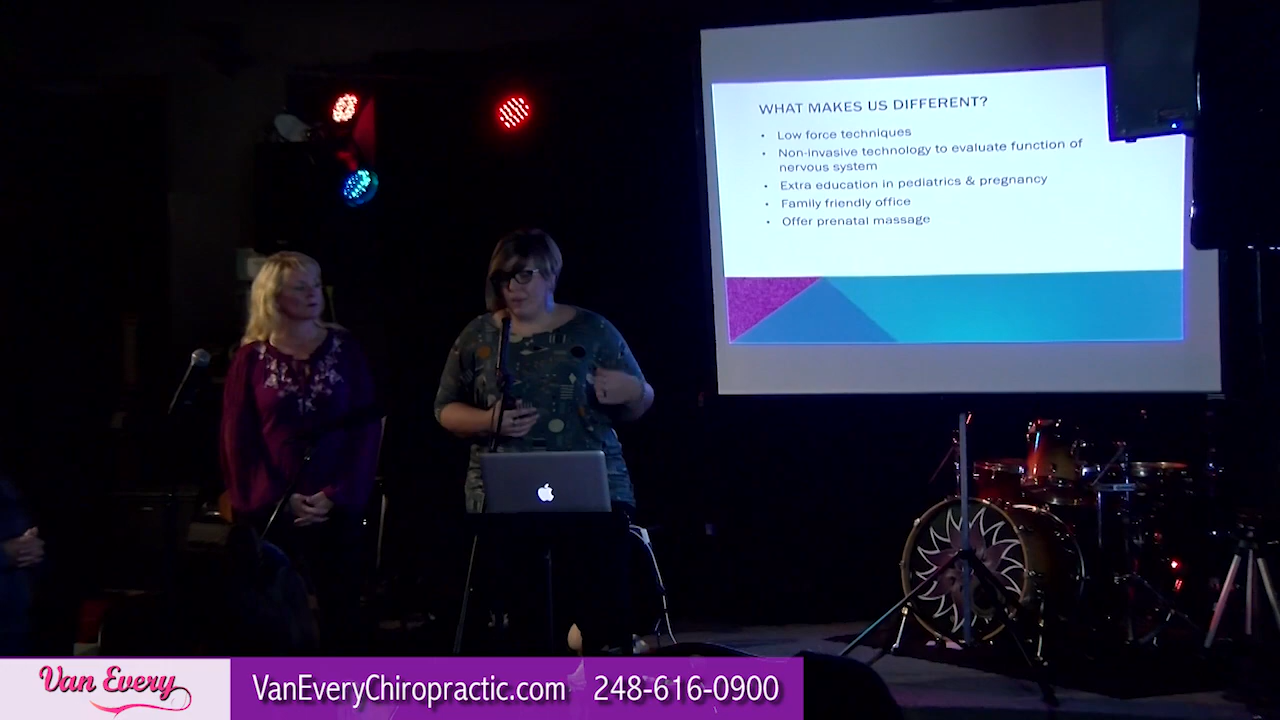 WHAT MAKES US DIFFERENT?
• Low force techniques
• Non-invasive technology to evaluate function of
nervous system
• Extra education in pediatrics & pregnancy
• Family friendly office
• Offer prenatal massage
Van Every
VanEveryChiropractic.com 248-616-0900